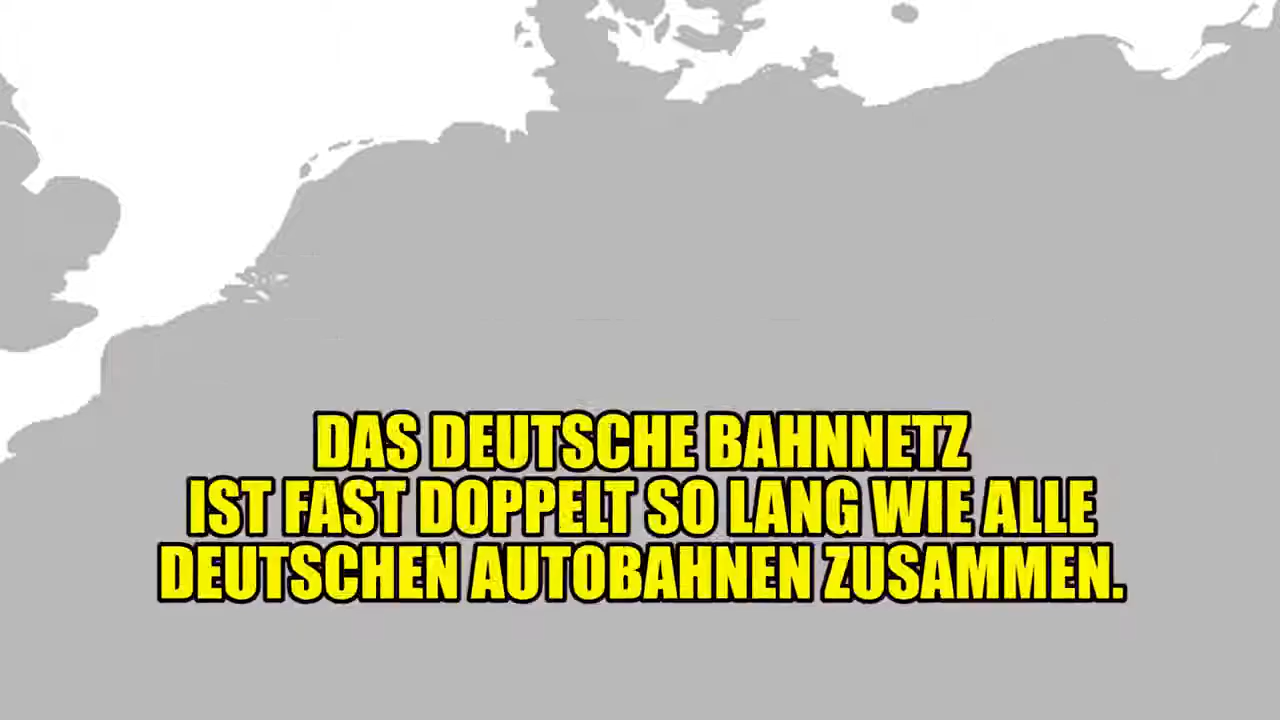 DAS DEUTSCHE BAHNNETZ
IST FAST DOPPELT SO LANG WIE ALLE
DEUTSCHEN AUTOBAHNEN ZUSAMMEN.